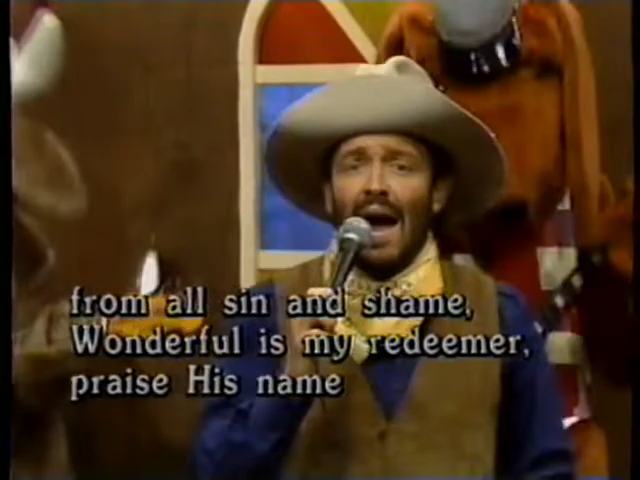 from all sin and shame,
Wonderful is my redeemer,
praise His name